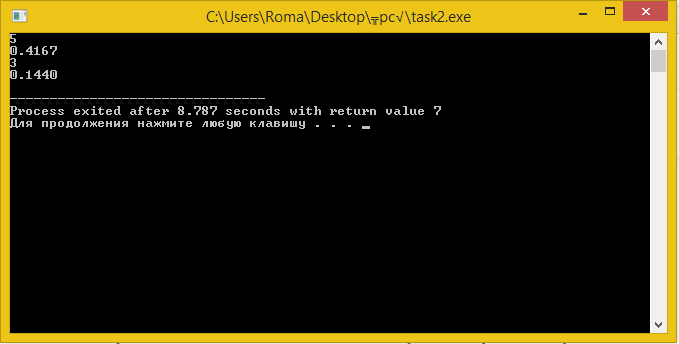 C:\Users\Roma\Desktop\╦рс√\task2.exe
5
0.4167
3
0.1440
--------------------------------
Process exited after 8.787 seconds with return value 7
Для продолжения нажмите любую клавишу . . . _